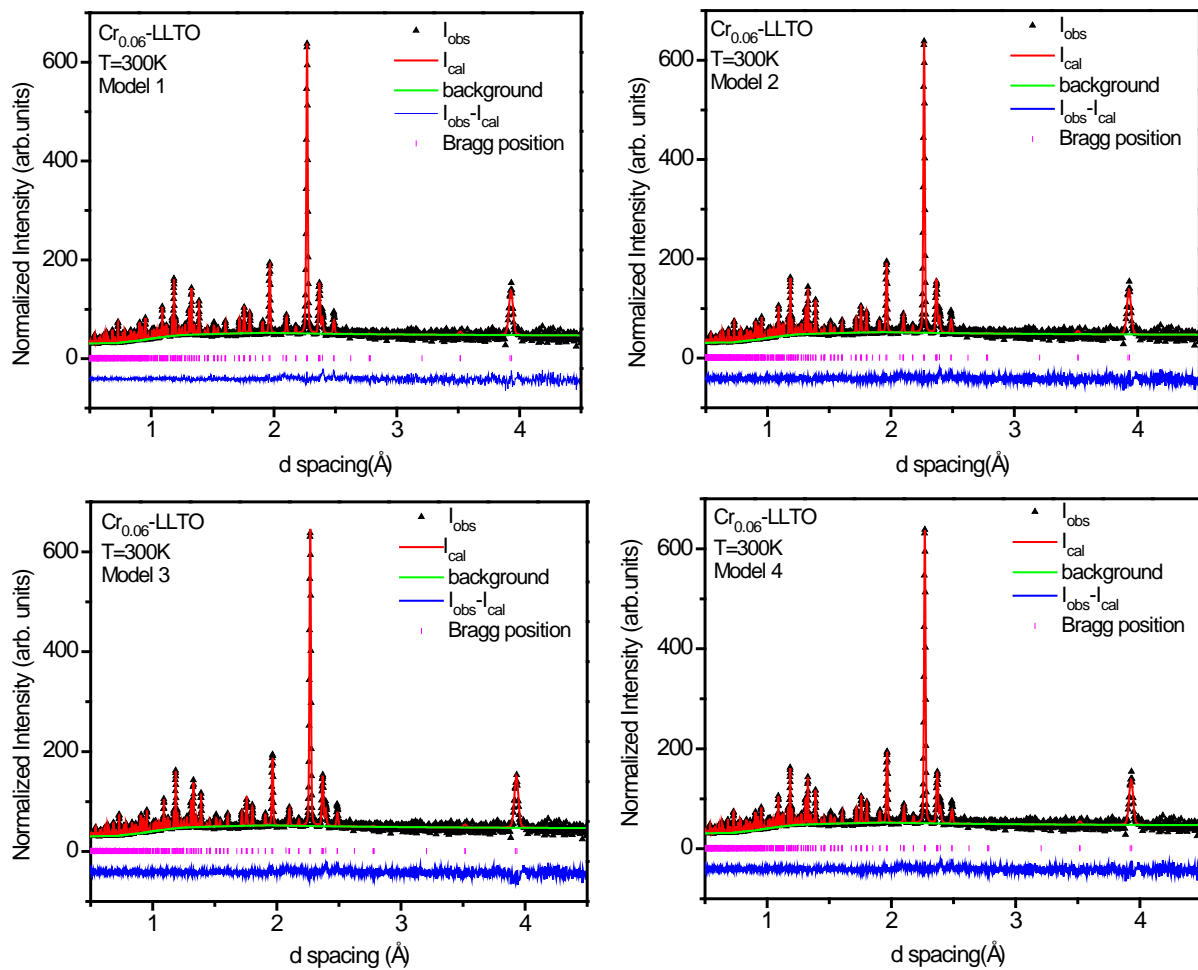 Cr0.06-LLTO
T=300K
Model 1
Iobs
Ical
background
Iobs-Ical
Bragg position
Normalized Intensity (arb.units)
600
400
200
0
1
2
3
4
d spacing(Å)
Cr0.06-LLTO
T=300K
Model 2
Iobs
Ical
background
Iobs-Ical
Bragg position
Normalized Intensity (arb. units)
600
400
200
0
1
2
3
4
d spacing(Å)
Cr0.06-LLTO
T=300K
Model 3
Iobs
Ical
background
Iobs-Ical
Bragg position
Normalized Intensity (arb. units)
600
400
200
0
1
2
3
4
d spacing (Å)
Cr0.06-LLTO
T=300K
Model 4
Iobs
Ical
background
Iobs-Ical
Bragg position
Normalized Intensity (arb.units)
600
400
200
0
1
2
3
4
d spacing (Å)